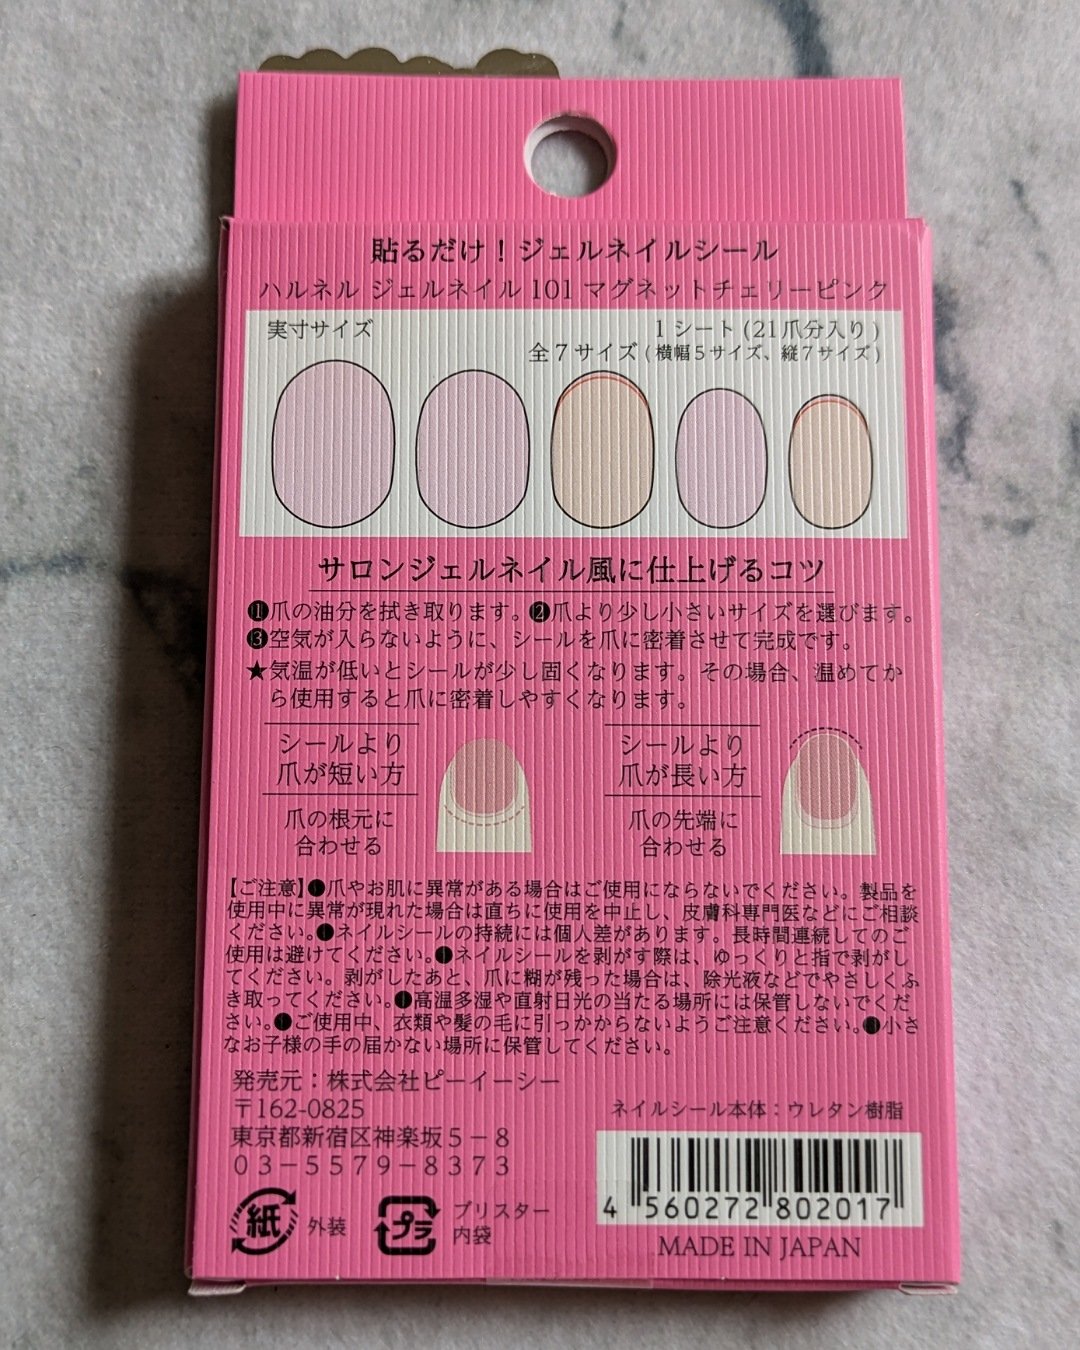 貼るだけ！ジェルネイルシール
ハルネル ジェルネイル 101 マグネットチェリーピンク
実寸サイズ
1シート(21爪分入り)
全7サイズ(横幅5サイズ、縦7サイズ)
サロンジェルネイル風に仕上げるコツ
❶爪の油分を拭き取ります。❷爪より少し小さいサイズを選びます。
❸空気が入らないように、シールを爪に密着させて完成です。
★気温が低いとシールが少し固くなります。その場合、温めてか
ら使用すると爪に密着しやすくなります。
シールより
爪が短い方
爪の根元に
合わせる
シールより
爪が長い方
爪の先端に
合わせる
【ご注意】●爪やお肌に異常がある場合はご使用にならないでください。製品を
使用中に異常が現れた場合は直ちに使用を中止し、皮膚科専門医などにご相談
ください。●ネイルシールの持続には個人差があります。長時間連続してのご
使用は避けてください。●ネイルシールを剥がす際は、ゆっくりと指で剥がし
てください。剥がしたあと、爪に糊が残った場合は、除光液などでやさしくふ
き取ってください。●高温多湿や直射日光の当たる場所には保管しないでくだ
さい。●ご使用中、衣類や髪の毛に引っかからないようご注意ください。●小さ
なお子様の手の届かない場所に保管してください。
発売元：株式会社ピーイーシー
〒162-0825
東京都新宿区神楽坂5－8
03－5579－8373
ネイルシール本体：ウレタン樹脂
紙 外装
プラ ブリスター
内袋
4 560272 802017
MADE IN JAPAN